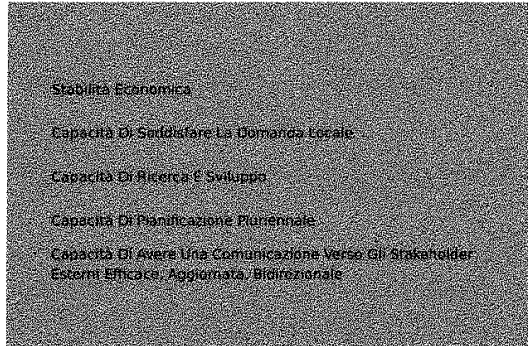 Stabilità Economica
Capacità Di Soddisfare La Domanda Locale
Capacità Di Ricerca E Sviluppo
Capacità Di Pianificazione Pluriennale
Capacità Di Avere Una Comunicazione Verso Gli Stakeholder
Esterni Efficace, Aggiornata, Bidirezionale